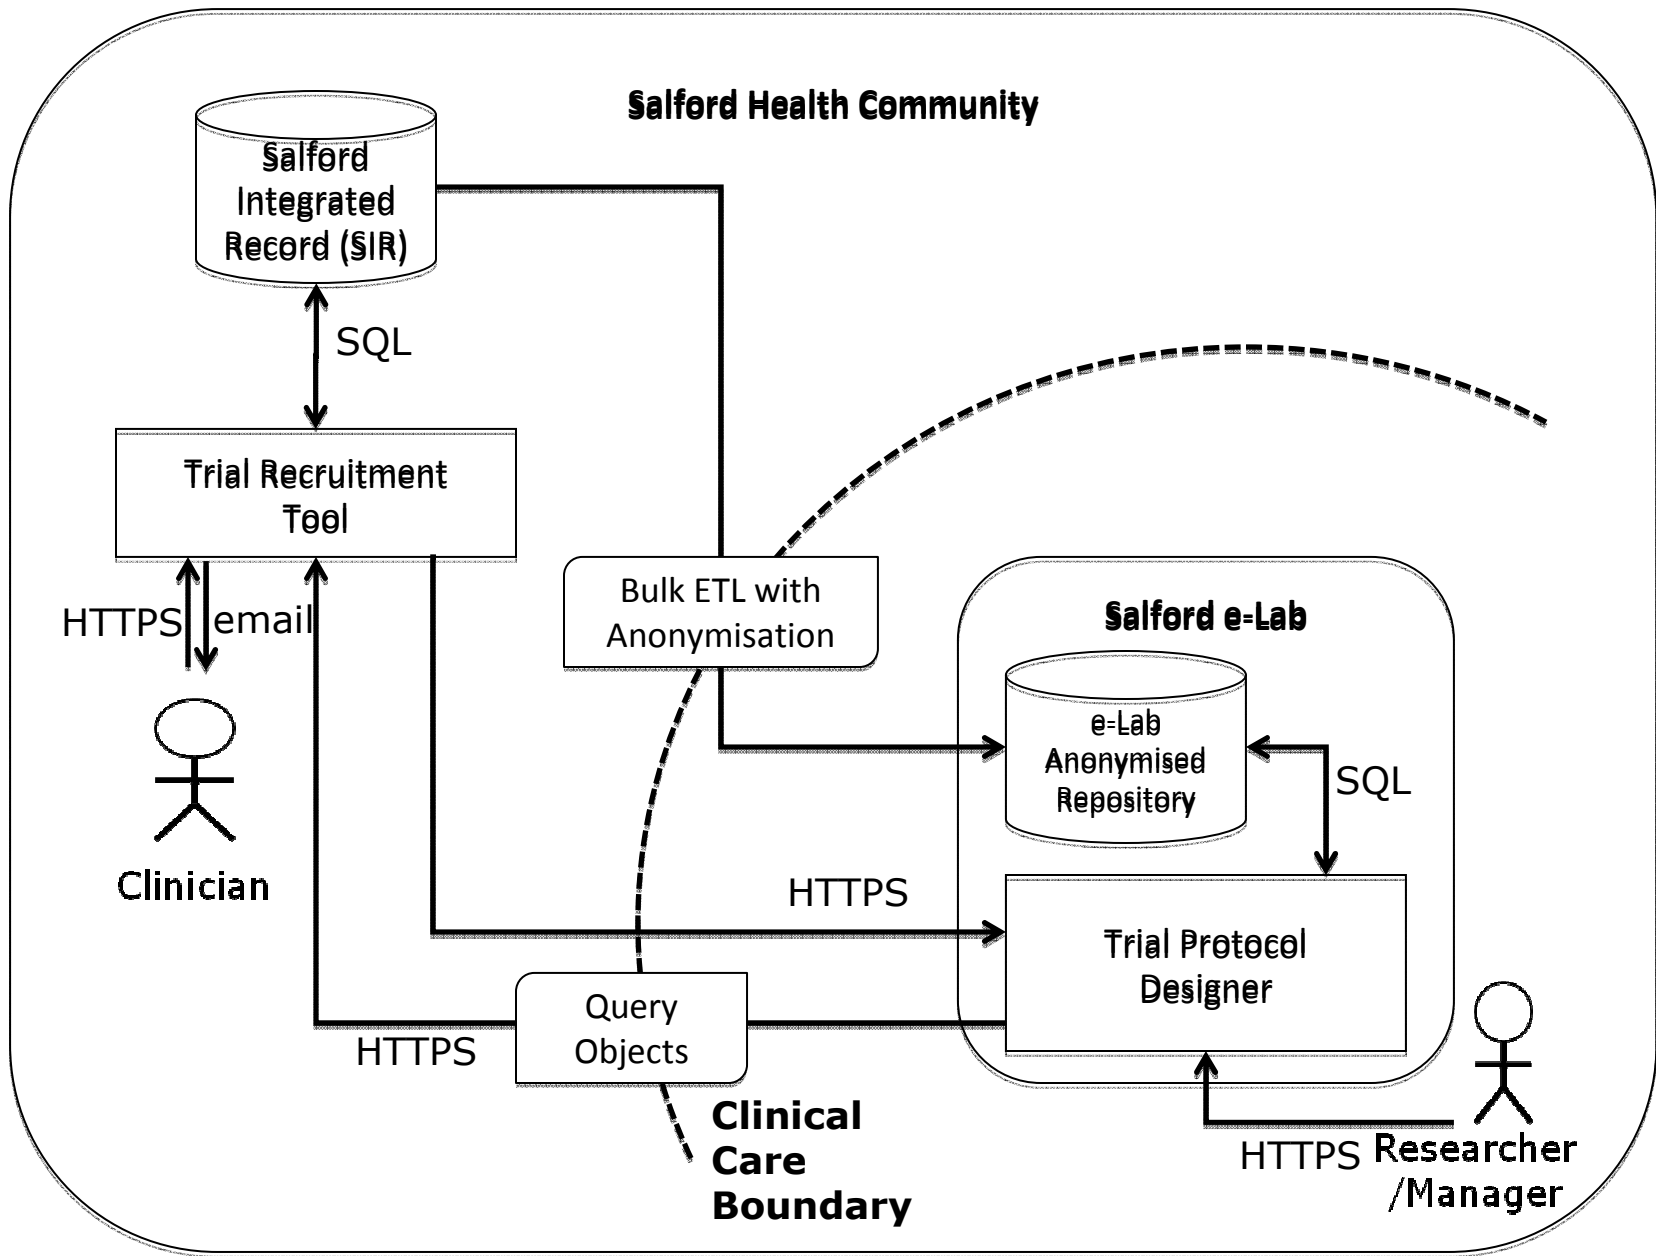 Salford Health Community
Salford
Integrated
Record (SIR)
SQL
Trial Recruitment
Tool
HTTPS
email
Clinician
Bulk ETL with
Anonymisation
Salford e-Lab
e-Lab
Anonymised
Repository
SQL
HTTPS
Trial Protocol
Designer
Query
Objects
HTTPS
Clinical
Care
Boundary
HTTPS
Researcher
/Manager